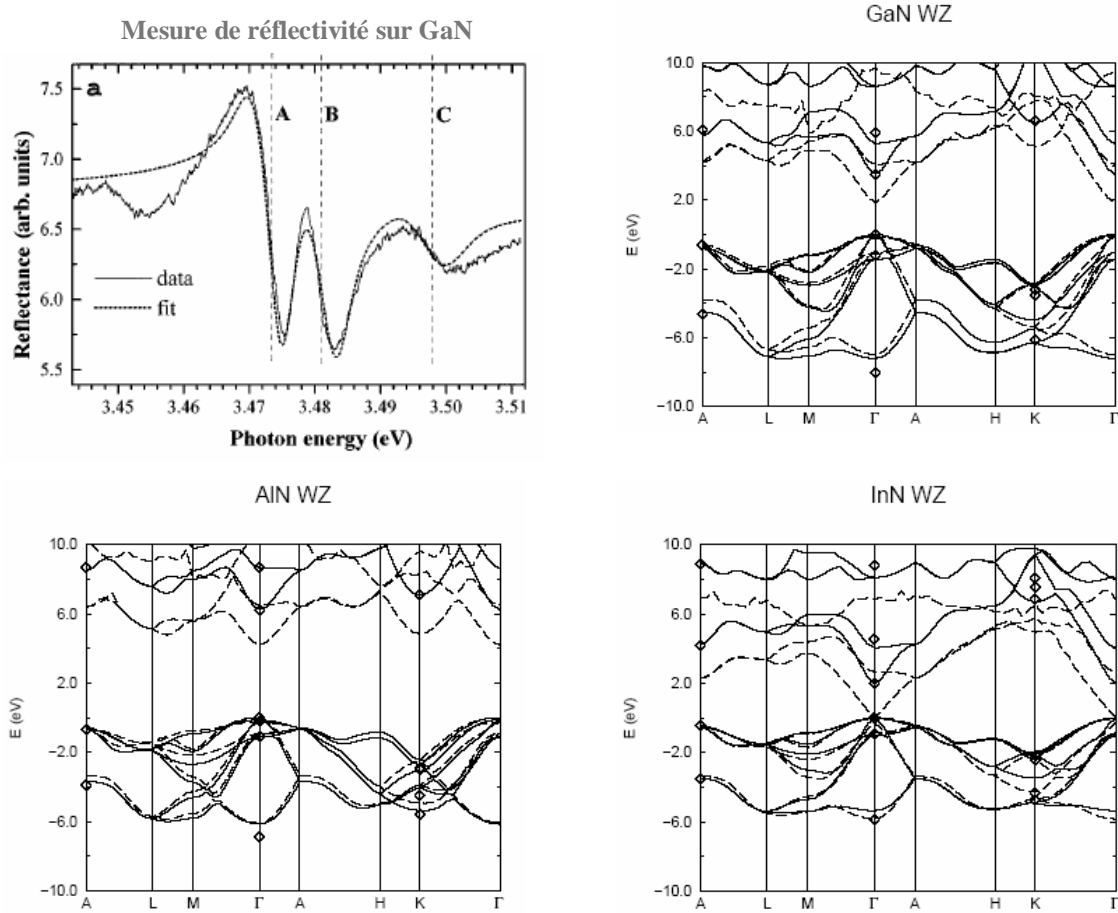 Mesure de réflectivité sur GaN
a
A
B
C
7.5
7.0
6.5
6.0
5.5
Reflectance (arb. units)
data
fit
3.45 3.46 3.47 3.48 3.49 3.50 3.51
Photon energy (eV)
GaN WZ
10.0
6.0
2.0
−2.0
−6.0
−10.0
E (eV)
A L M Γ A H K Γ
AlN WZ
10.0
6.0
2.0
−2.0
−6.0
−10.0
E (eV)
A L M Γ A H K Γ
InN WZ
10.0
6.0
2.0
−2.0
−6.0
−10.0
E (eV)
A L M Γ A H K Γ